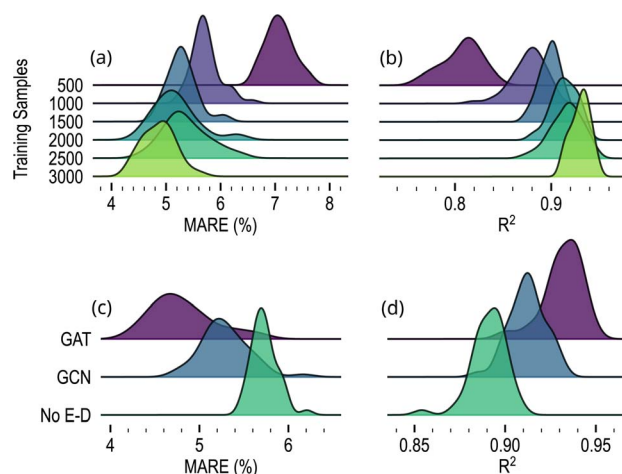 (a)
(b)
Training Samples
500
1000
1500
2000
2500
3000
4 5 6 7 8
MARE (%)
0.8 0.9
R²
(c)
(d)
GAT
GCN
No E-D
4 5 6
MARE (%)
0.85 0.90 0.95
R²